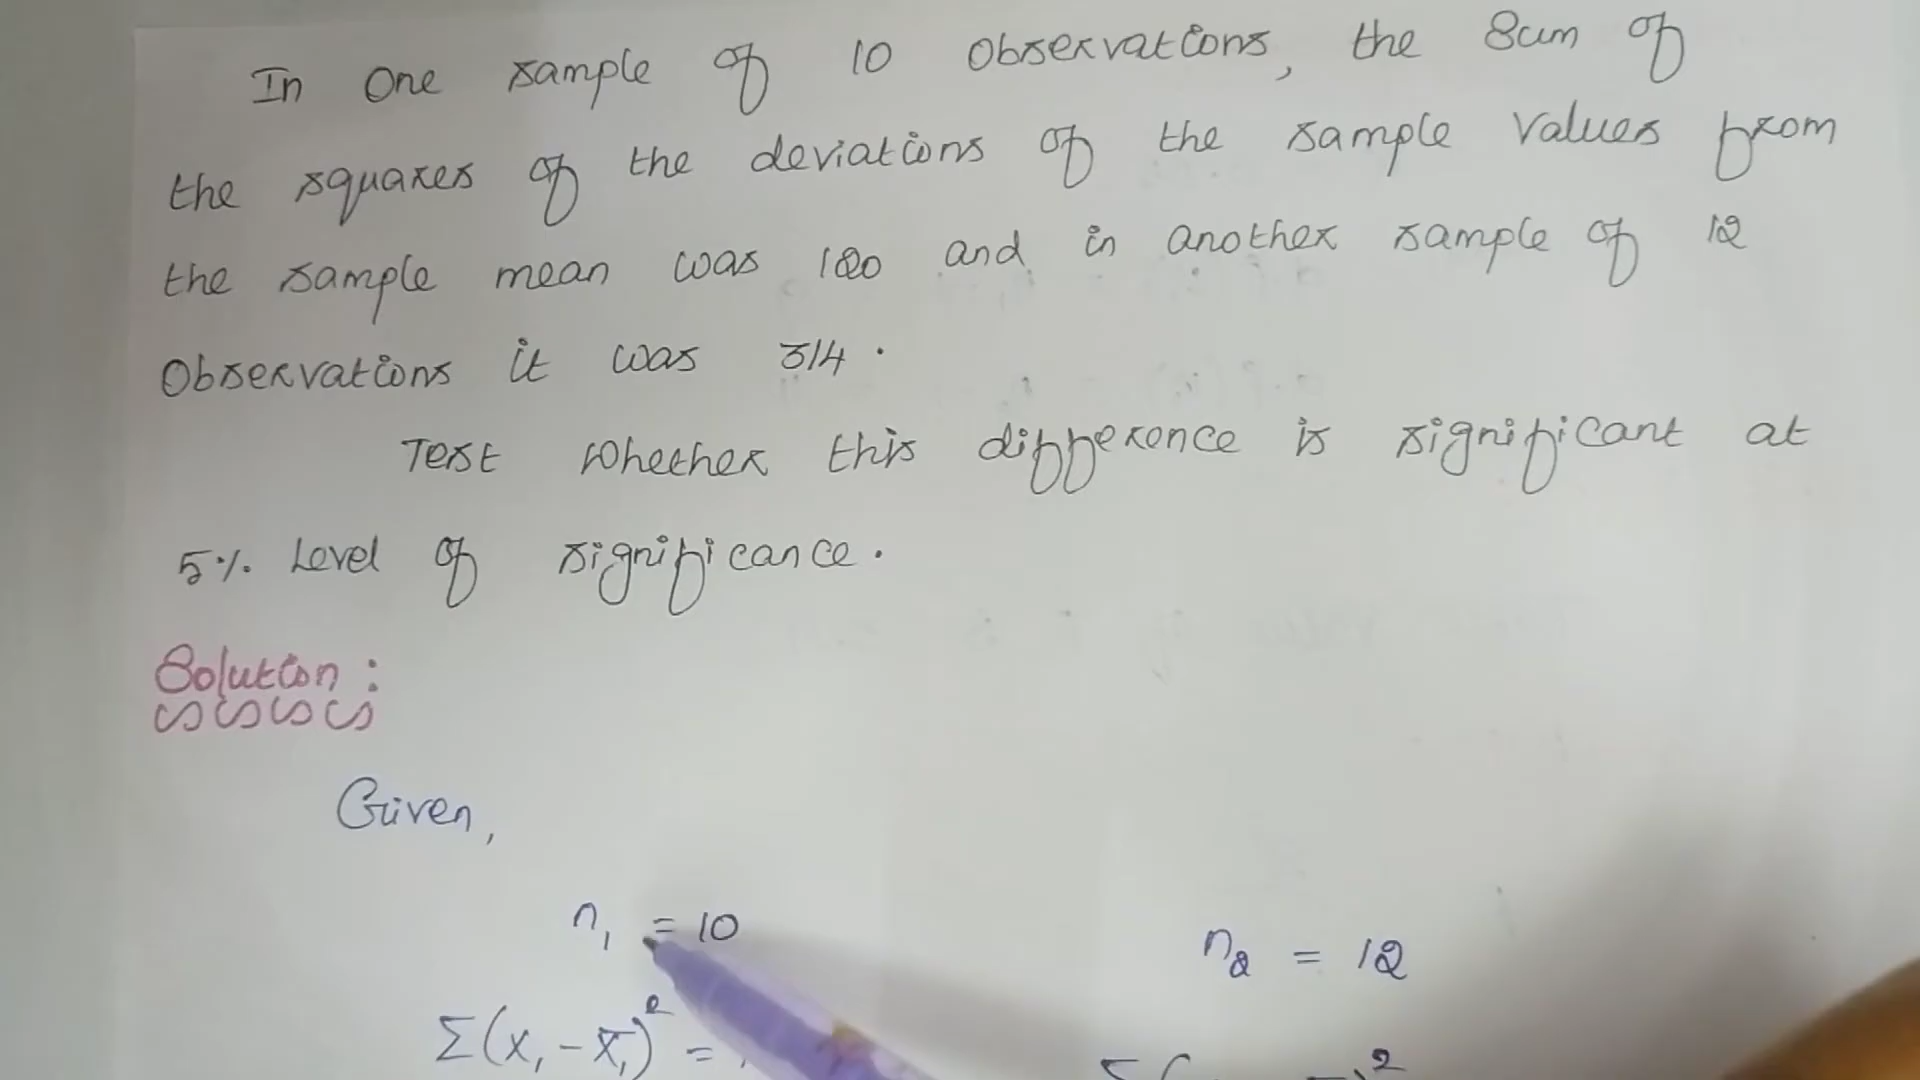 In one sample of 10 observations, the sum of
the squares of the deviations of the sample values from
the sample mean was 120 and in another sample of 12
observations it was 314.
Test whether this difference is significant at
5% Level of significance.
Solution:
Given,
n₁ = 10
n₂ = 12
Σ(x₁ - x̄₁)² =